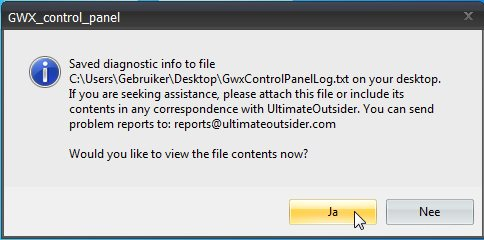 GWX_control_panel
Saved diagnostic info to file
C:\Users\Gebruiker\Desktop\GwxControlPanelLog.txt on your desktop.
If you are seeking assistance, please attach this file or include its
contents in any correspondence with UltimateOutsider. You can send
problem reports to: reports@ultimateoutsider.com
Would you like to view the file contents now?
Ja
Nee